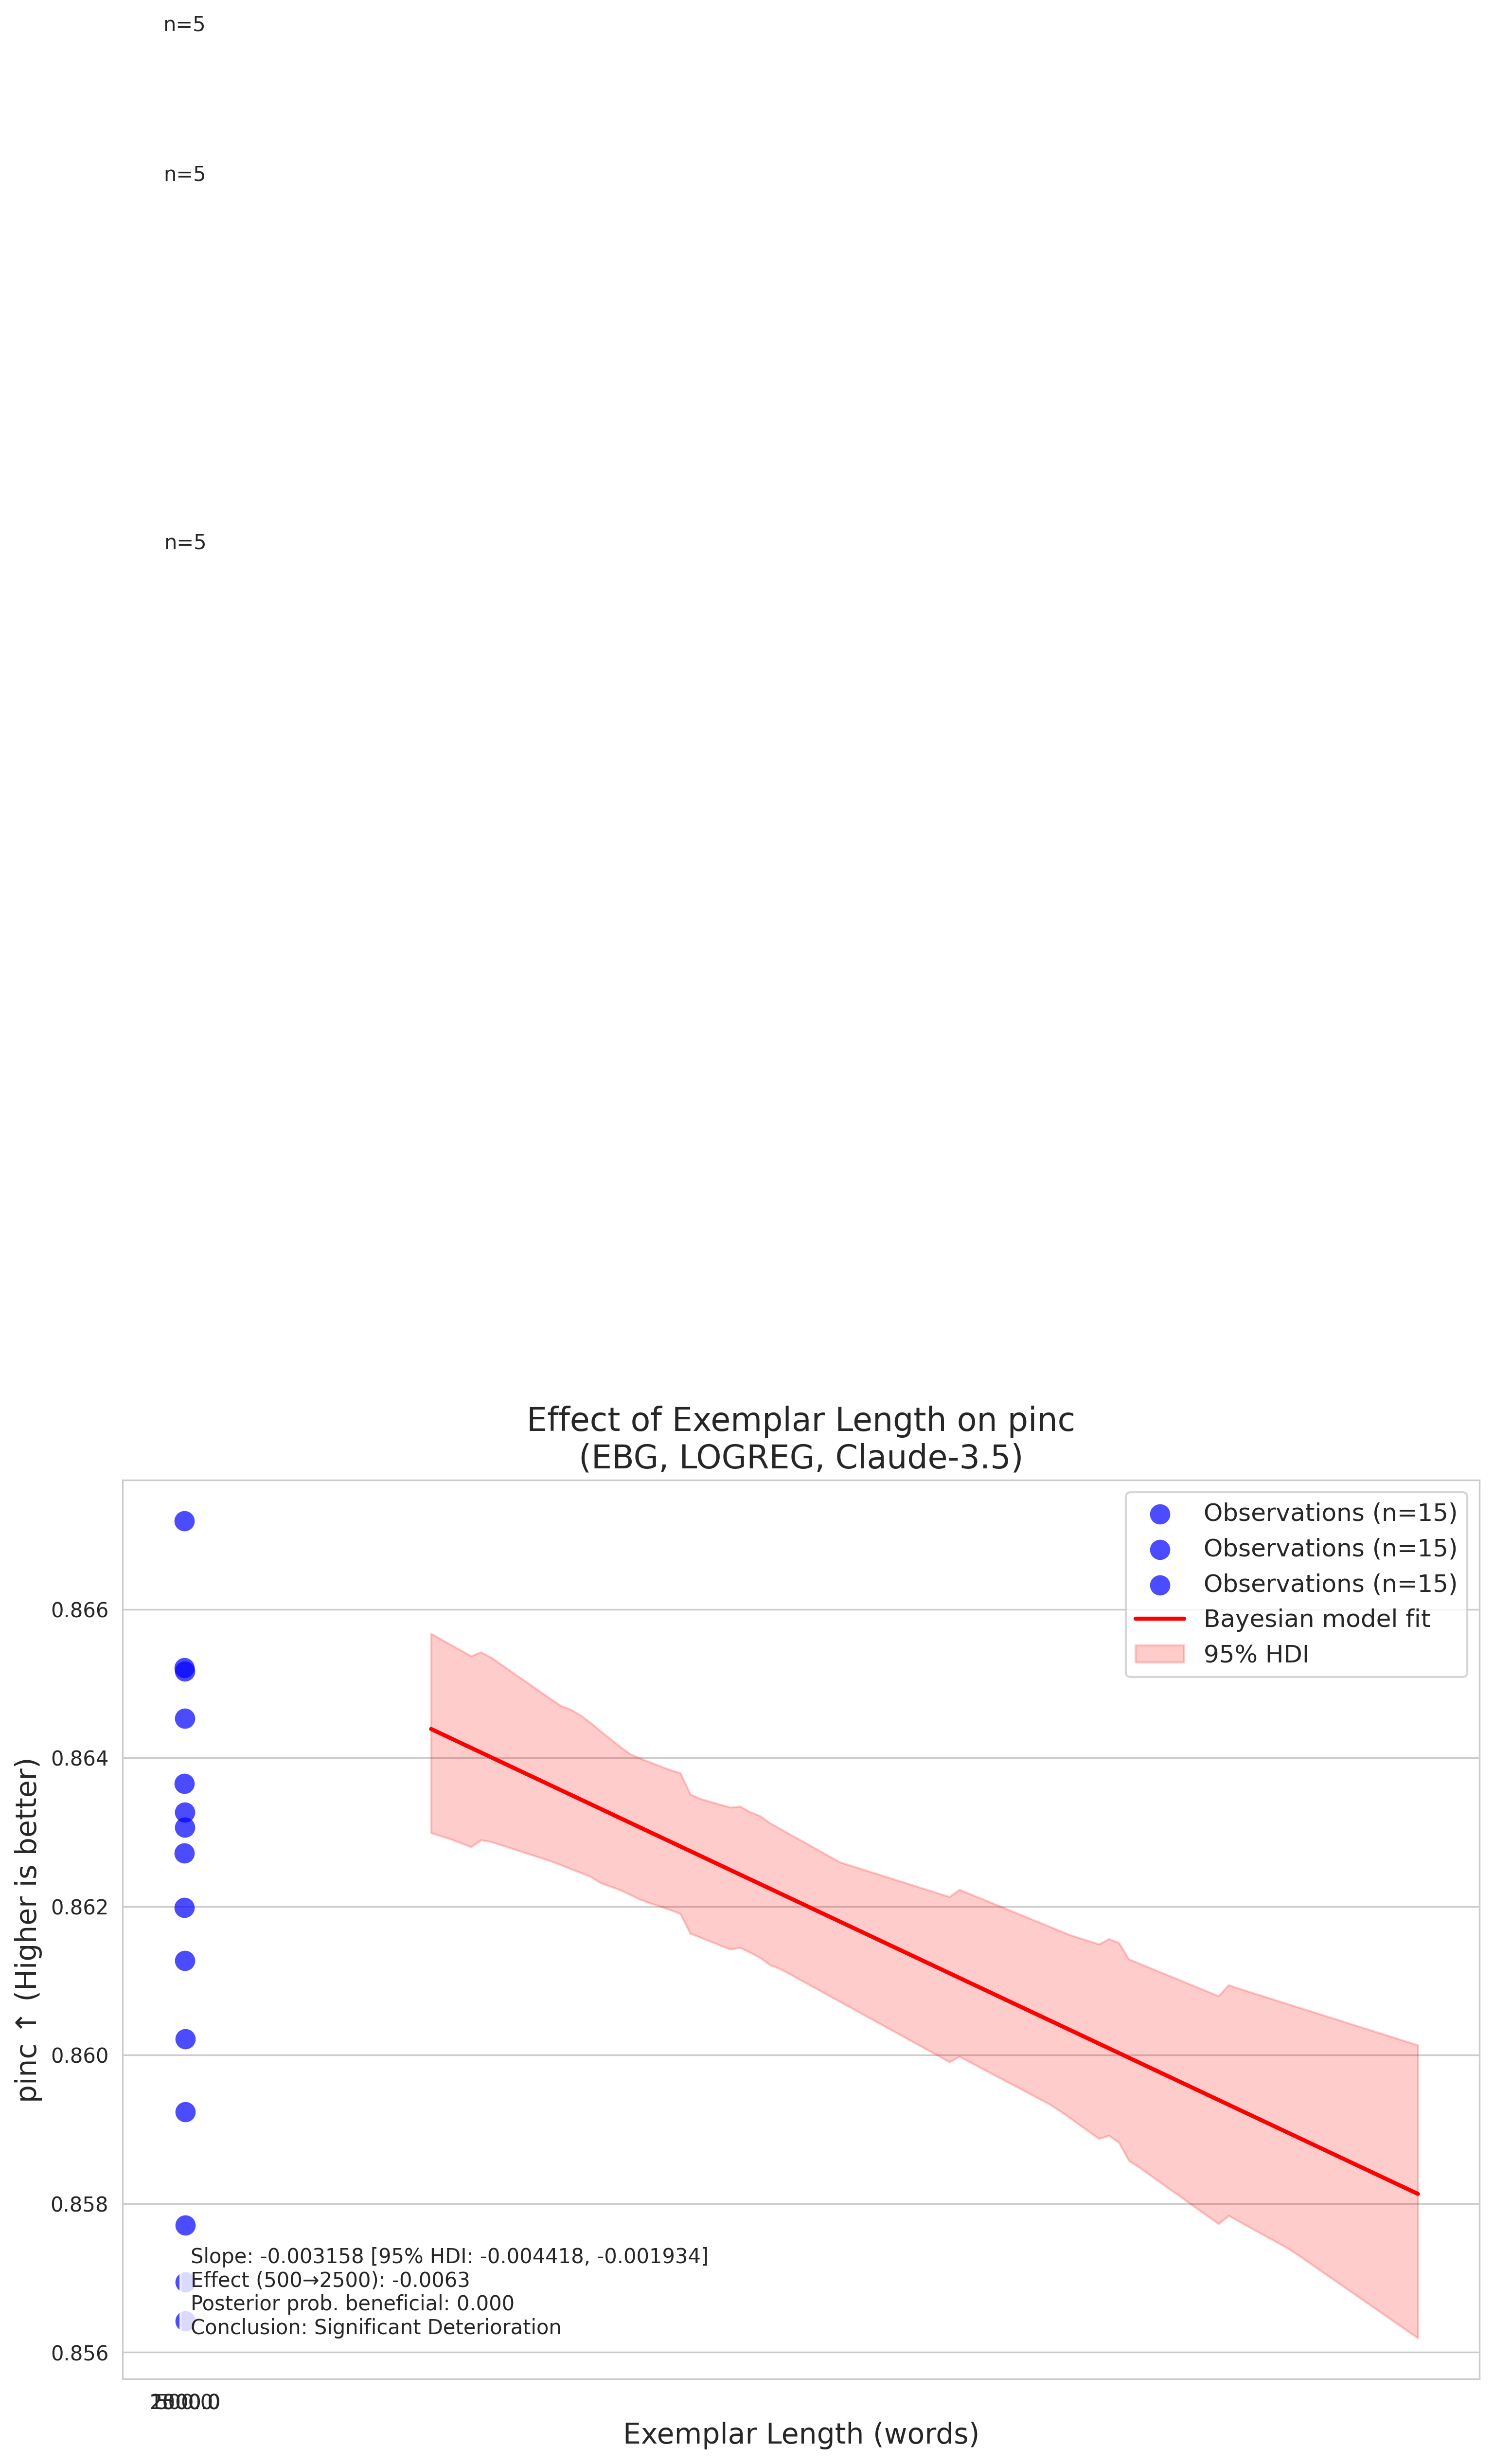 n=5
n=5
n=5
Effect of Exemplar Length on pinc
(EBG, LOGREG, Claude-3.5)
Observations (n=15)
Observations (n=15)
Observations (n=15)
Bayesian model fit
95% HDI
pinc ↑ (Higher is better)
0.866
0.864
0.862
0.860
0.858
0.856
Slope: -0.003158 [95% HDI: -0.004418, -0.001934]
Effect (500→2500): -0.0063
Posterior prob. beneficial: 0.000
Conclusion: Significant Deterioration
Exemplar Length (words)